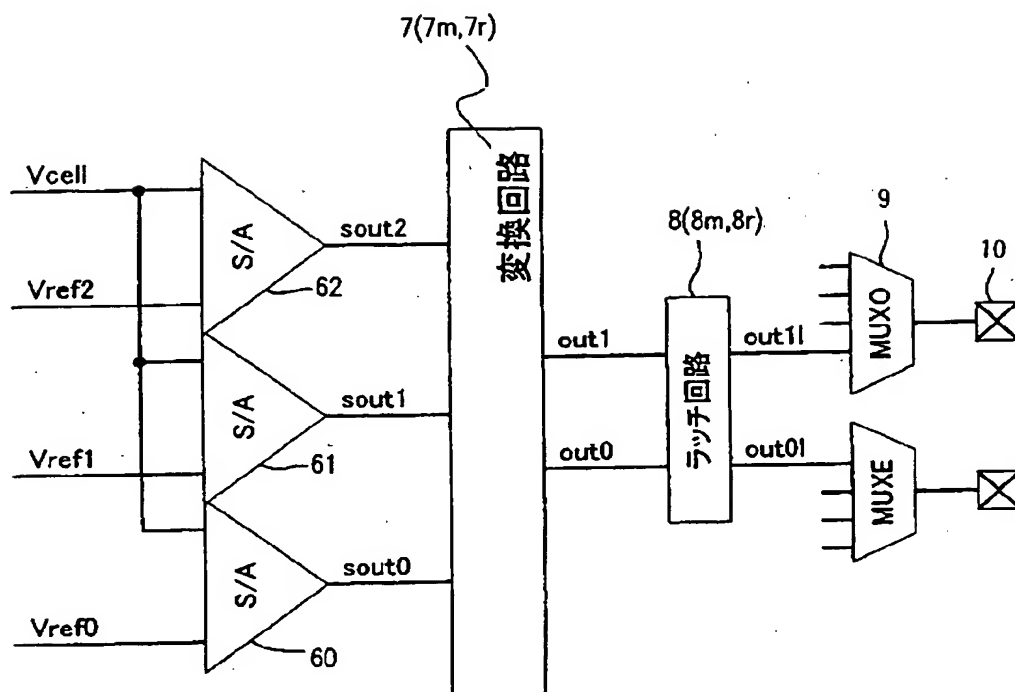 7(7m,7r)
Vcell
S/A
sout2
変換回路
8(8m,8r)
9
10
62
Vref2
MUXO
out1
out1l
S/A
sout1
ラッチ回路
Vref1
61
out0
out0l
MUXE
S/A
sout0
Vref0
60